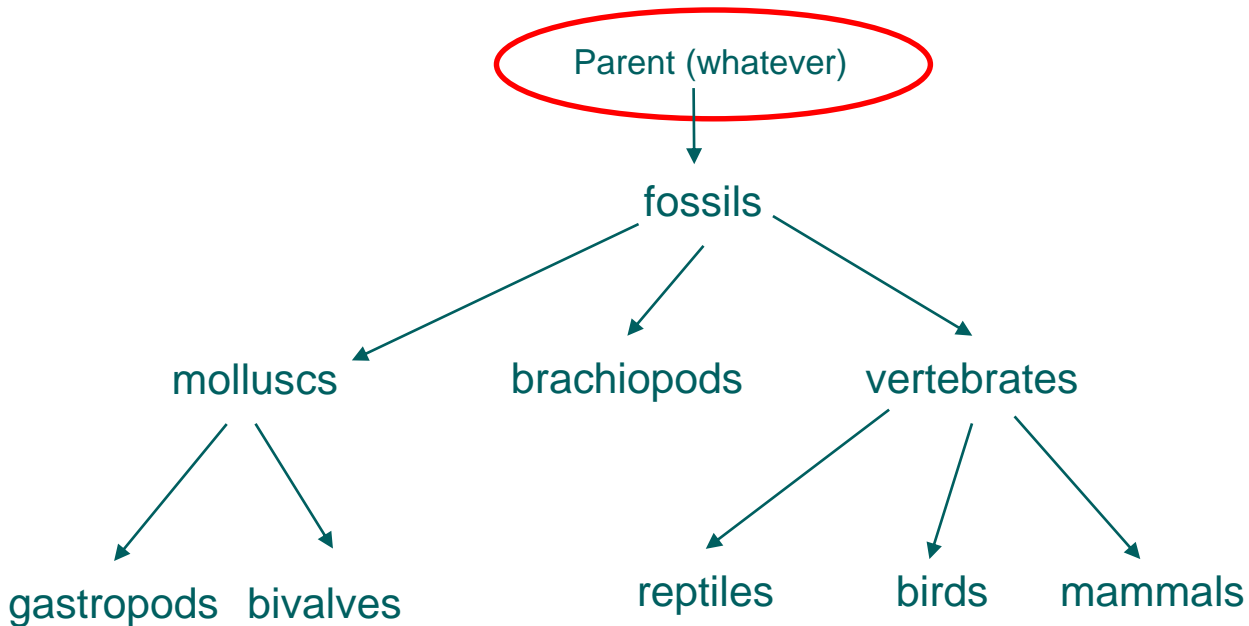 Parent (whatever)
fossils
molluscs brachiopods vertebrates
gastropods bivalves reptiles birds mammals